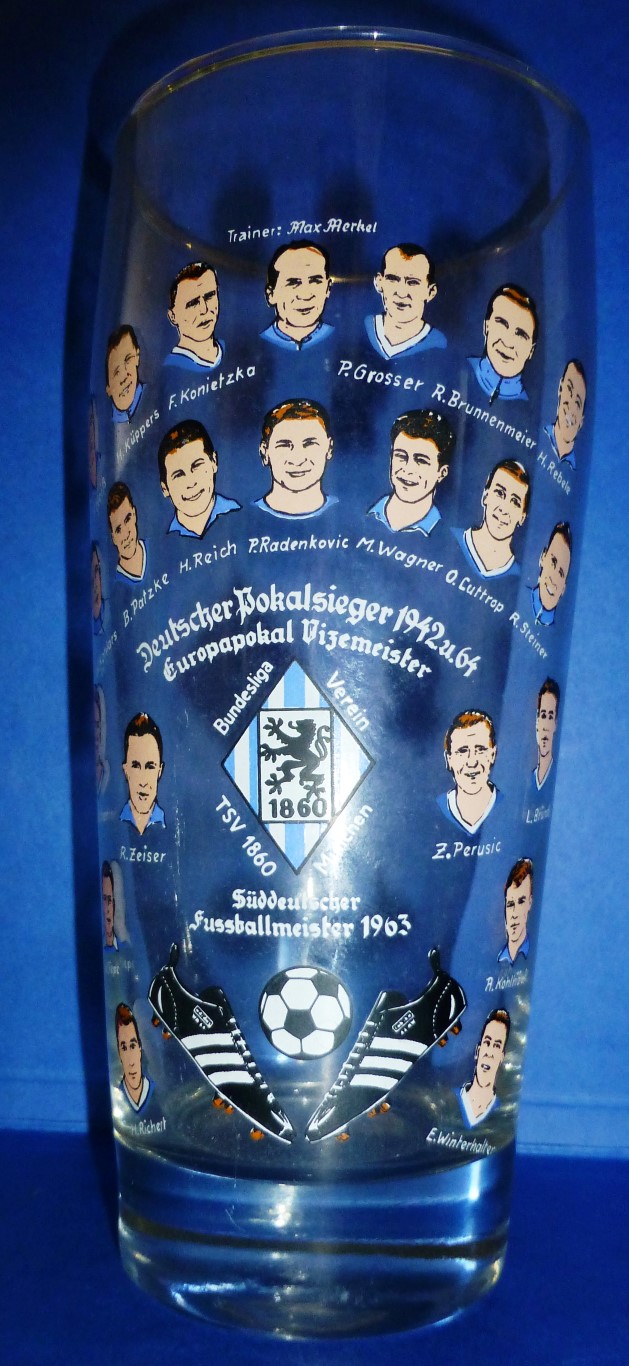 Trainer: Max Merkel
H. Küppers F. Konietzka P. Grosser R. Brunnenmeier H. Rebele
B. Patzke H. Reich P. Radenkovic M. Wagner O. Luttrop R. Steiner
Deutscher Pokalsieger 1942 u. 64
Europapokal Vizemeister
Bundesliga Verein
1860
TSV 1860 München
R. Zeiser
Z. Perusic
Süddeutscher
Fussballmeister 1963
H. Richert
E. Winterhalter